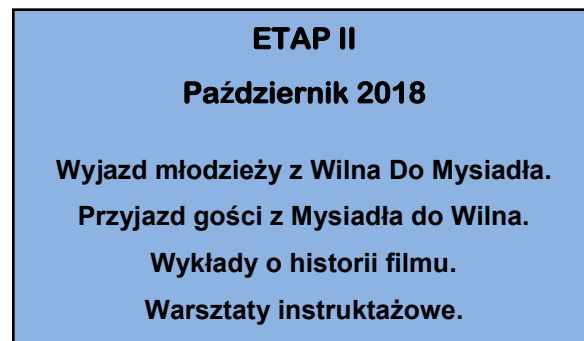 ETAP II
Październik 2018
Wyjazd młodzieży z Wilna Do Mysiadła.
Przyjazd gości z Mysiadła do Wilna.
Wykłady o historii filmu.
Warsztaty instruktażowe.